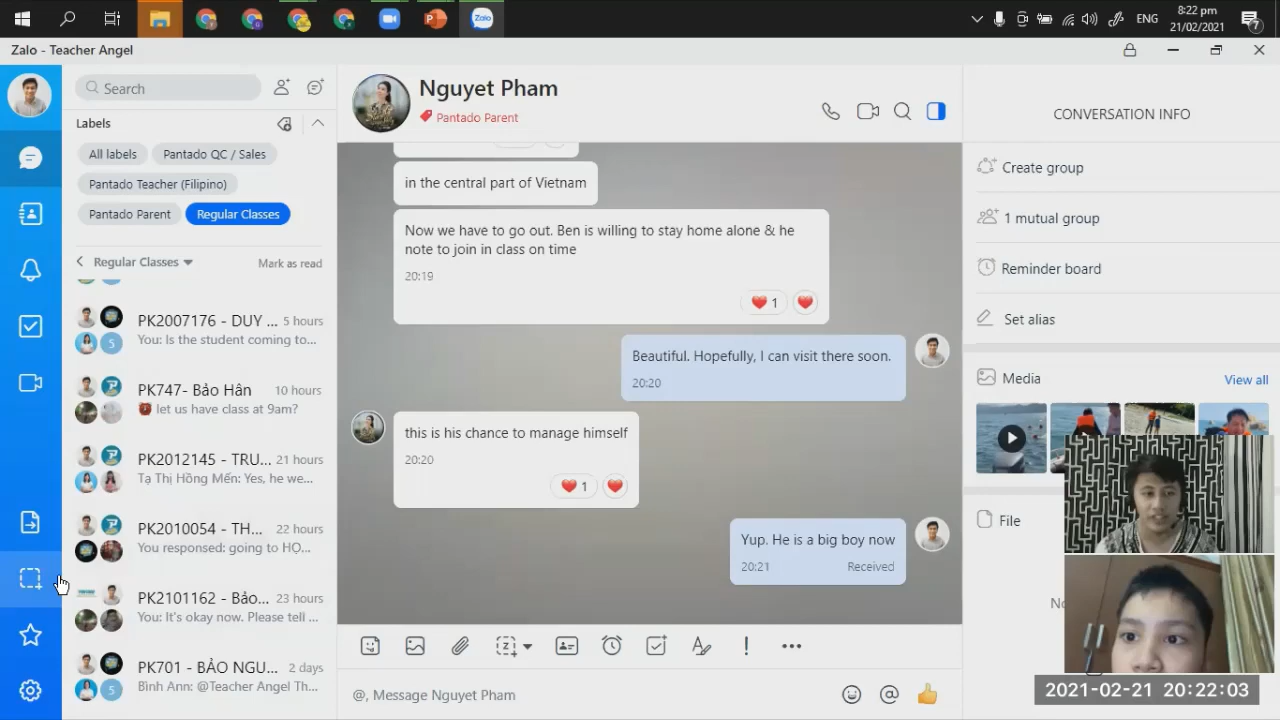 Zalo
ENG
8:22 pm
21/02/2021
7
Zalo - Teacher Angel
Search
Labels
All labels
Pantado QC / Sales
Pantado Teacher (Filipino)
Pantado Parent
Regular Classes
Regular Classes
Mark as read
PK2007176 - DUY ...
5 hours
You: Is the student coming to...
5
PK747- Bảo Hân
10 hours
let us have class at 9am?
PK2012145 - TRU...
21 hours
Tạ Thị Hồng Mến: Yes, he we...
PK2010054 - TH...
22 hours
You responsed: going to HỌ...
PK2101162 - Bảo...
23 hours
You: It's okay now. Please tell ...
PK701 - BẢO NGU...
2 days
Bình Ann: @Teacher Angel Th...
5
Nguyet Pham
Pantado Parent
in the central part of Vietnam
Now we have to go out. Ben is willing to stay home alone & he
note to join in class on time
20:19
1
Beautiful. Hopefully, I can visit there soon.
20:20
this is his chance to manage himself
20:20
1
Yup. He is a big boy now
20:21
Received
@, Message Nguyet Pham
CONVERSATION INFO
Create group
1 mutual group
Reminder board
Set alias
Media
View all
File
2021-02-21 20:22:03